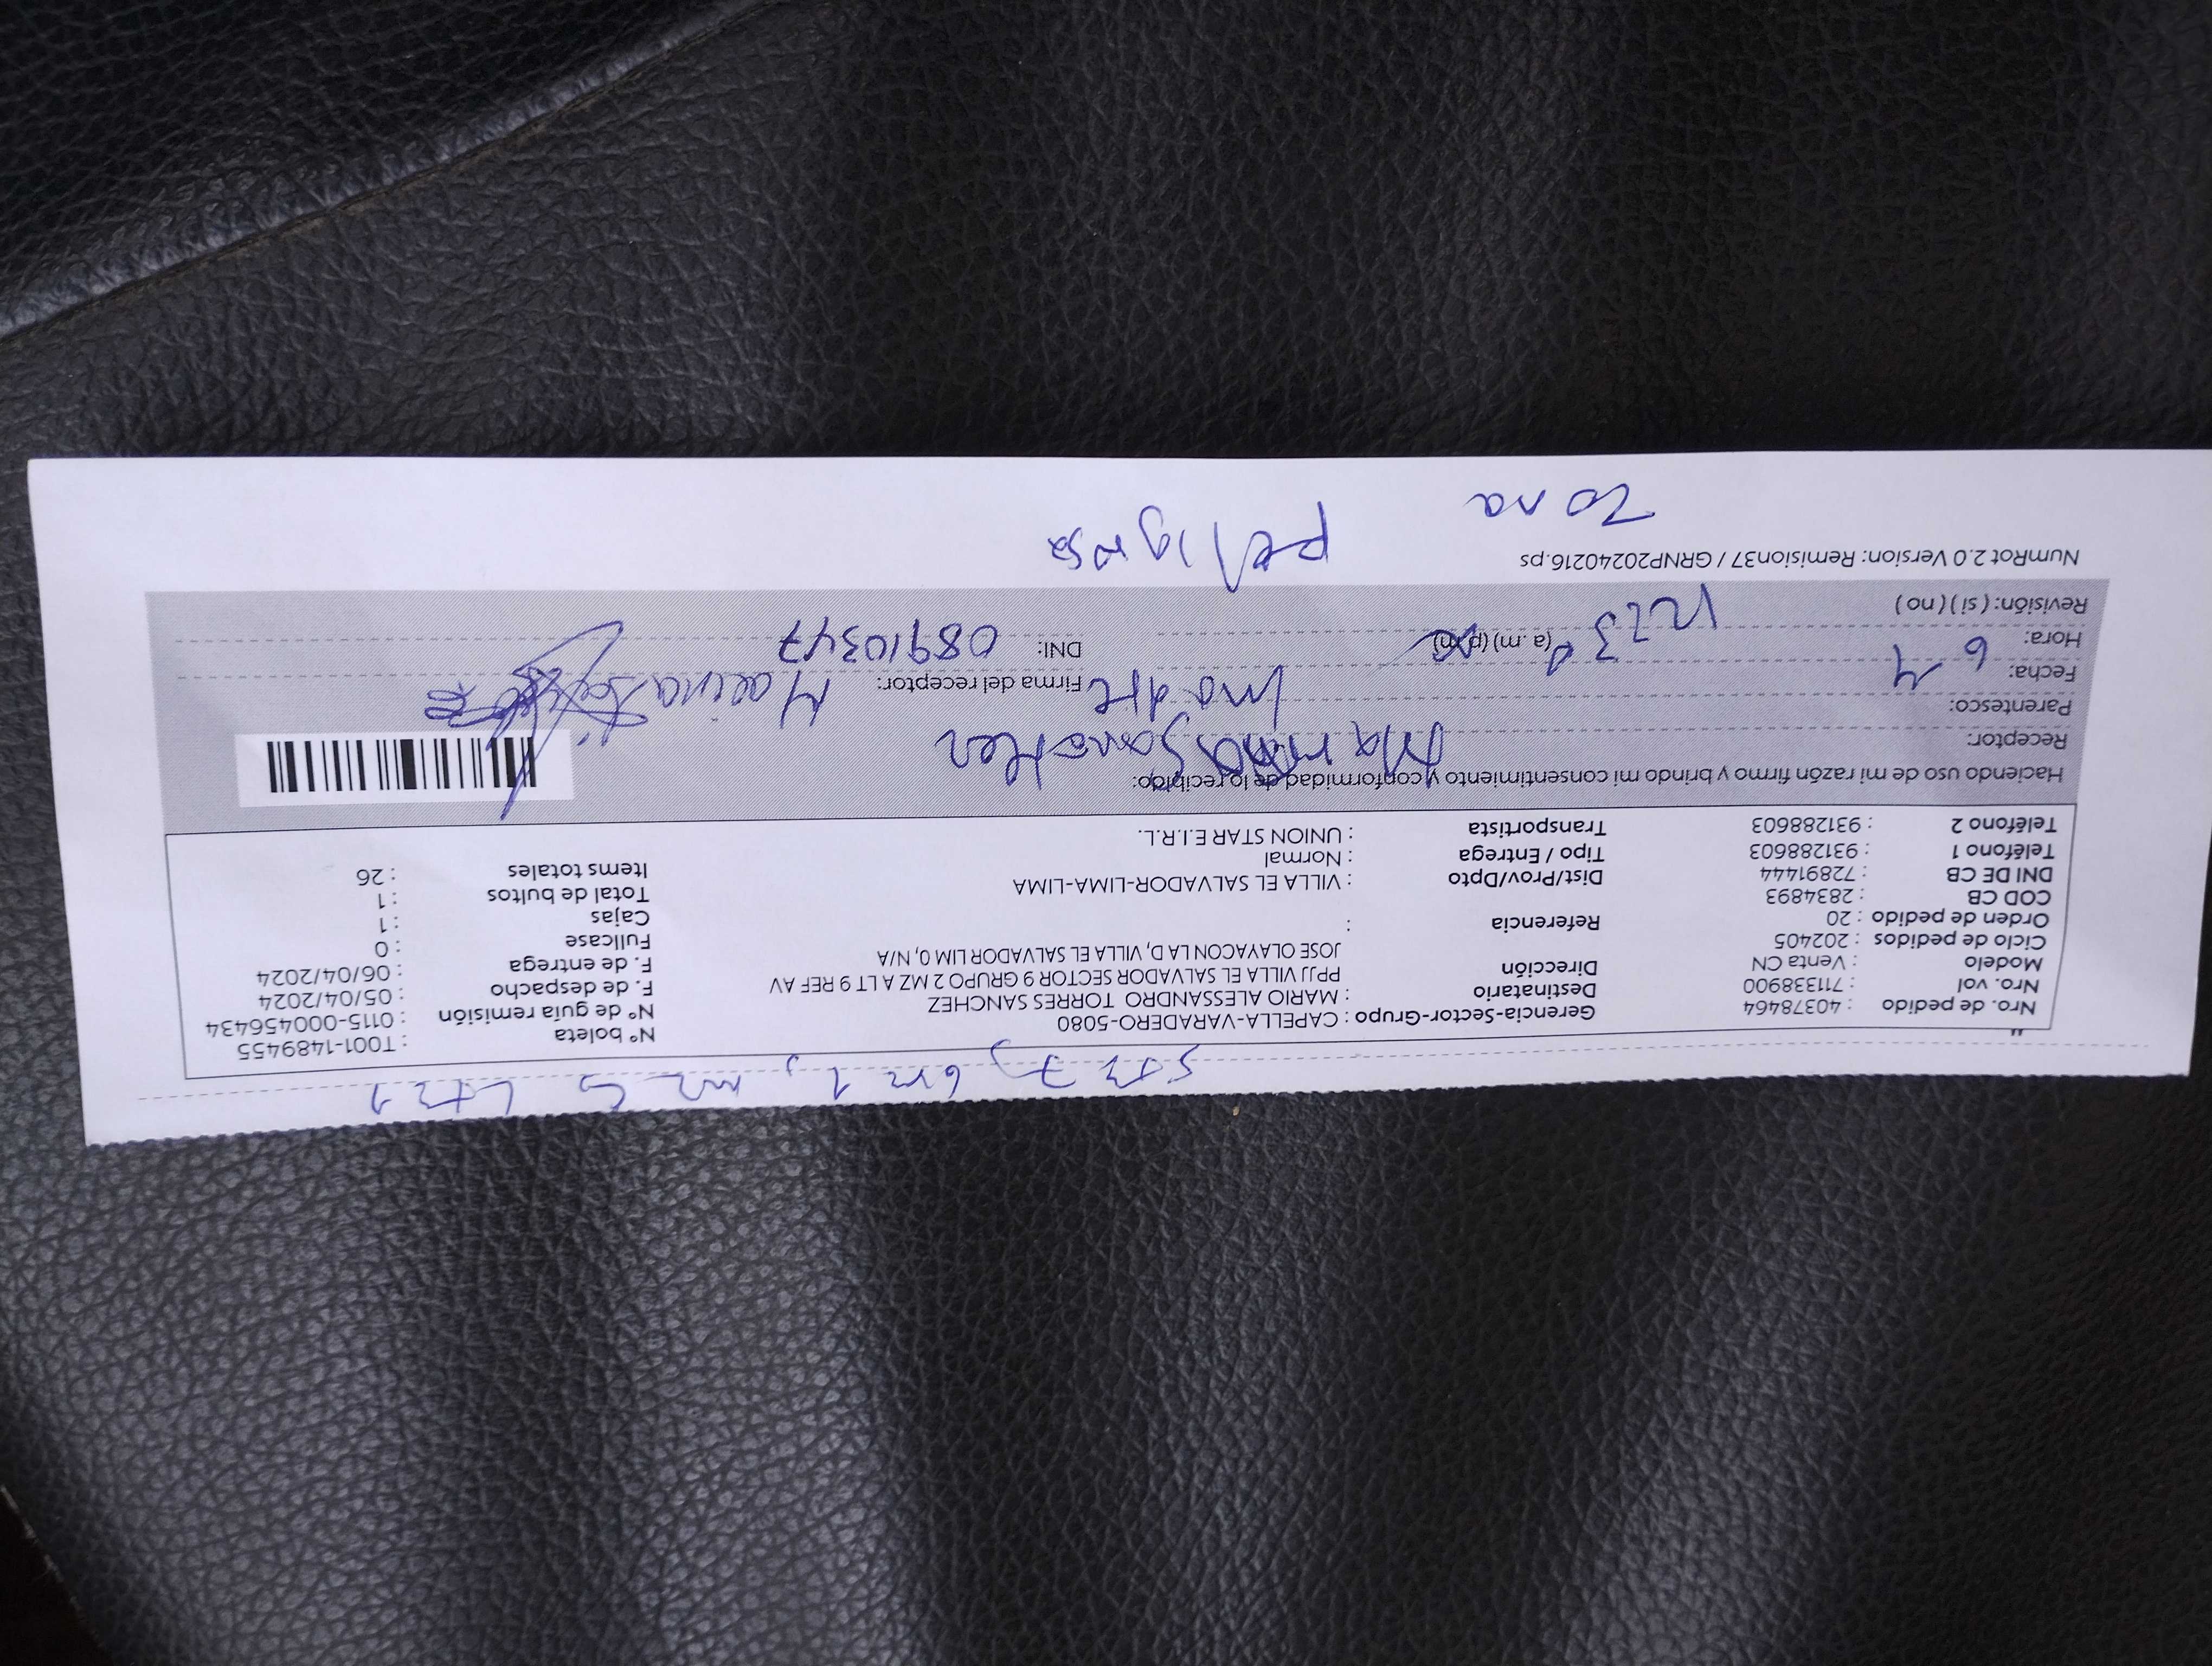 Sec 7, Gru 1, mz G Lt 21
Nro. de pedido : 40378464 Gerencia-Sector-Grupo : CAPELLA-VARADERO-5080 N° boleta : T001-1489455
Nro. vol : 711338900 Destinatario : MARIO ALESSANDRO TORRES SANCHEZ N° de guía remisión : 0115-000456434
Modelo : Venta CN Dirección PPJJ VILLA EL SALVADOR SECTOR 9 GRUPO 2 MZ A LT 9 REF AV F. de despacho : 05/04/2024
Ciclo de pedidos : 202405 JOSE OLAYACON LA D, VILLA EL SALVADOR LIM 0, N/A F. de entrega : 06/04/2024
Orden de pedido : 20 Referencia : Fullcase : 0
COD CB : 2834893 Cajas : 1
DNI DE CB : 72891444 Dist/Prov/Dpto : VILLA EL SALVADOR-LIMA-LIMA Total de bultos : 1
Teléfono 1 : 931288603 Tipo / Entrega : Normal Items totales : 26
Teléfono 2 : 931288603 Transportista : UNION STAR E.I.R.L.
Haciendo uso de mi razón firmo y brindo mi consentimiento y conformidad de lo recibido:
Receptor: Marina Sanchez
Parentesco: madre
Fecha: 6 4 Firma del receptor: Marina
Hora: (a.m) (p.m) DNI: 08910347
Revisión: ( si ) ( no )
NumRot 2.0 Version: Remision37 / GRNP20240216.ps
Zona peligrosa